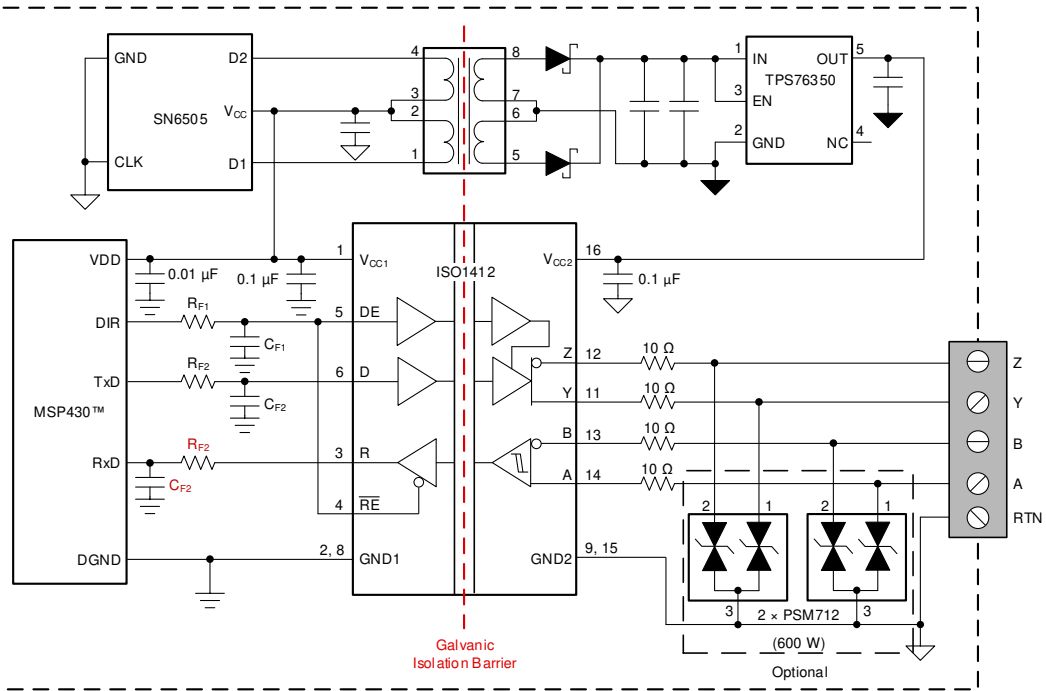 GND
D2
4
8
1
IN
OUT
5
TPS76350
SN6505
VCC
3
7
3
EN
2
6
2
GND
NC
4
CLK
D1
1
5
VDD
0.01 µF
0.1 µF
1
VCC1
ISO1412
VCC2
16
0.1 µF
DIR
RF1
CF1
5
DE
TxD
RF2
CF2
6
D
Z
12
10 Ω
Z
MSP430™
Y
11
10 Ω
Y
B
13
10 Ω
B
RxD
RF2
CF2
3
R
A
14
10 Ω
A
4
RE
2
1
2
1
RTN
DGND
2, 8
GND1
GND2
9, 15
3
2 × PSM712
3
(600 W)
Optional
Galvanic
Isolation Barrier